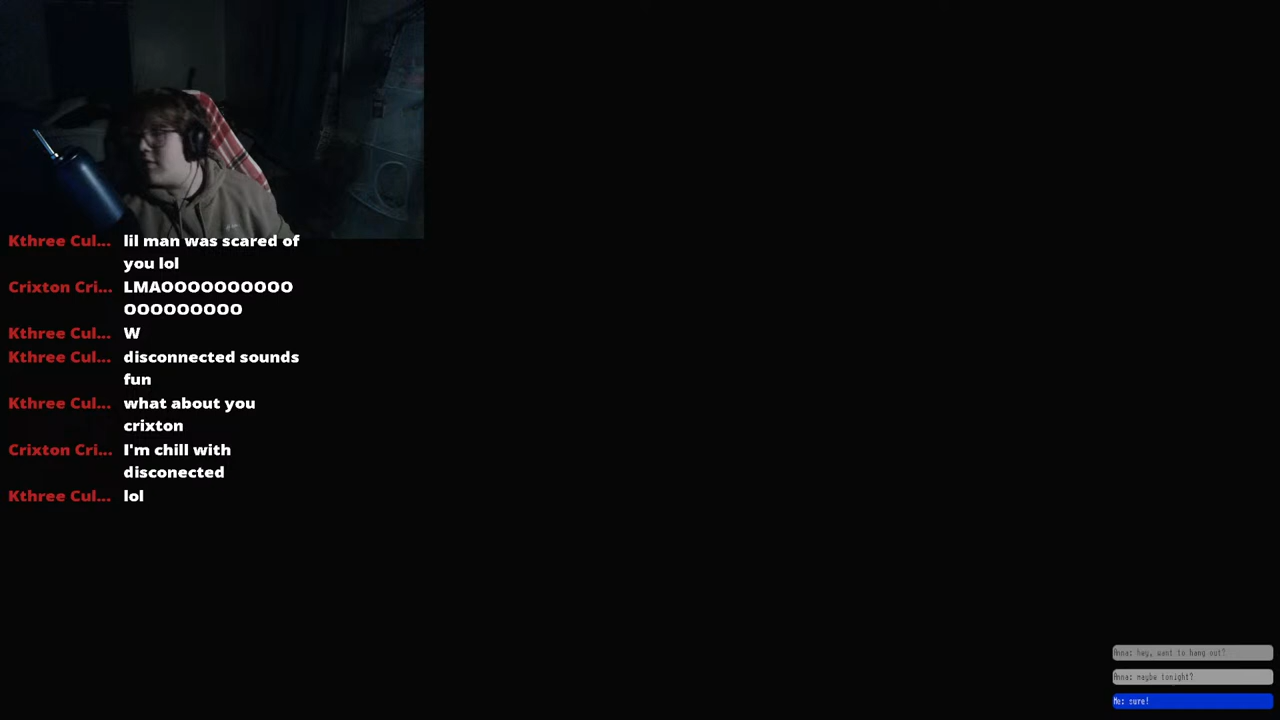 Kthree Cul... lil man was scared of
you lol
Crixton Cri... LMAOOOOOOOOOO
OOOOOOOOO
Kthree Cul... W
Kthree Cul... disconnected sounds
fun
Kthree Cul... what about you
crixton
Crixton Cri... I'm chill with
disconected
Kthree Cul... lol
Anna: hey, want to hang out?
Anna: maybe tonight?
Me: sure!